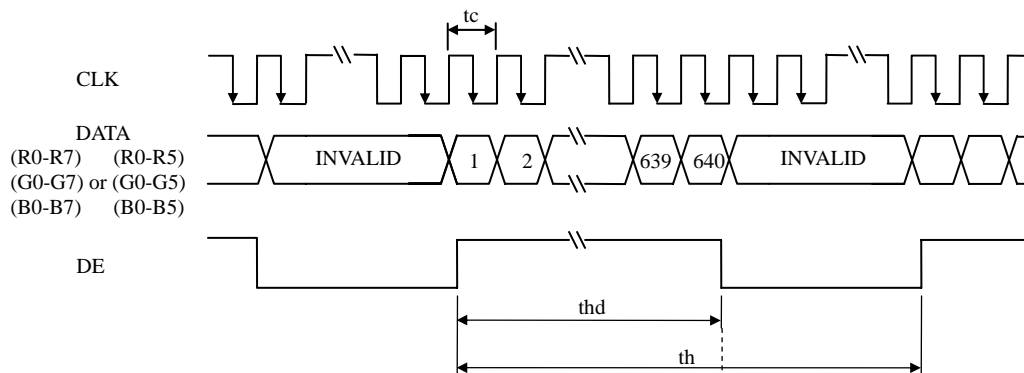 tc
CLK
DATA
(R0-R7) (R0-R5)
(G0-G7) or (G0-G5)
(B0-B7) (B0-B5)
INVALID 1 2 639 640 INVALID
DE
thd
th